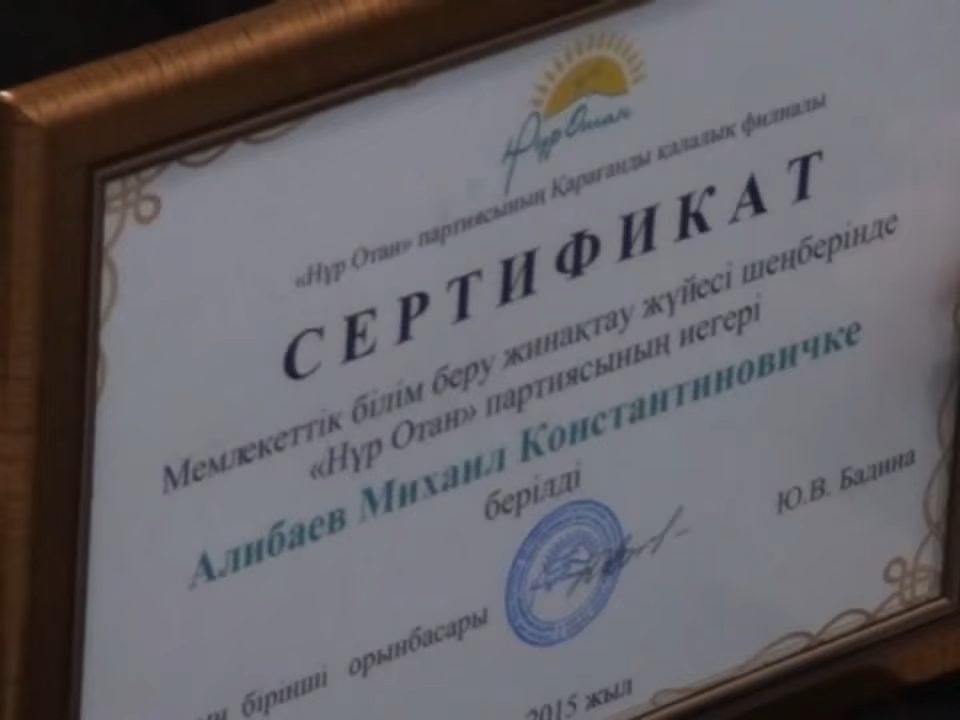 Нұр Отан
«Нұр Отан» партиясының Қарағанды қалалық филиалы
СЕРТИФИКАТ
Мемлекеттік білім беру жинақтау жүйесі шеңберінде
«Нұр Отан» партиясының иегері
Алибаев Михаил Константиновичке
берілді
Ю.В. Бадина
бірінші орынбасары
2015 жыл